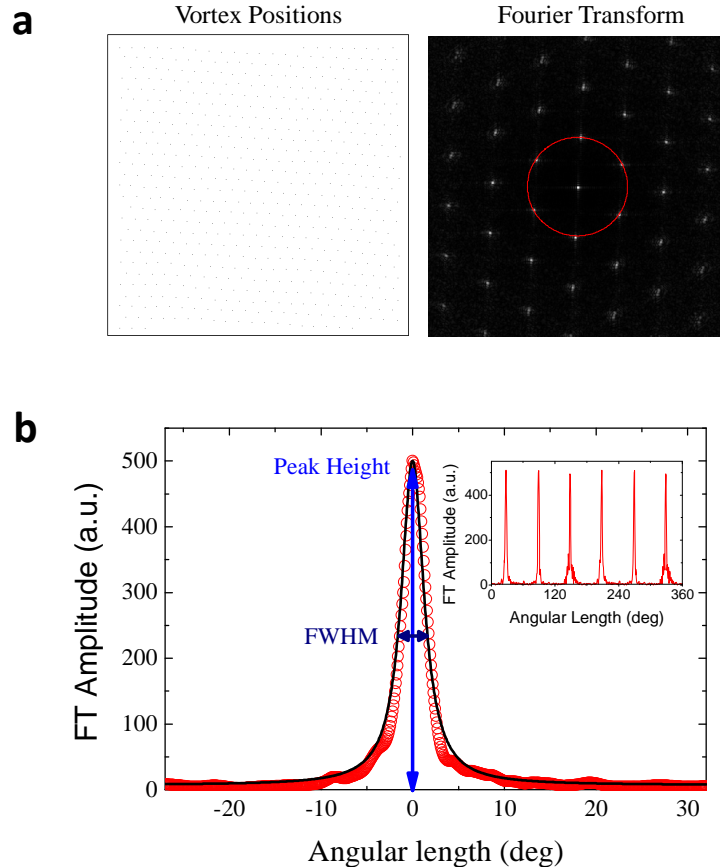 a
Vortex Positions
Fourier Transform
b
500
400
300
200
100
0
FT Amplitude (a.u.)
Peak Height
FWHM
-20
-10
0
10
20
30
Angular length (deg)
400
200
0
FT Amplitude (a.u.)
0
120
240
360
Angular Length (deg)